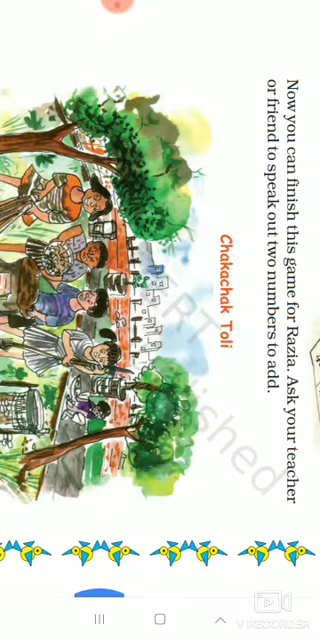 Now you can finish this game for Razia. Ask your teacher
or friend to speak out two numbers to add.
Chakachak Toli
V RECORDER